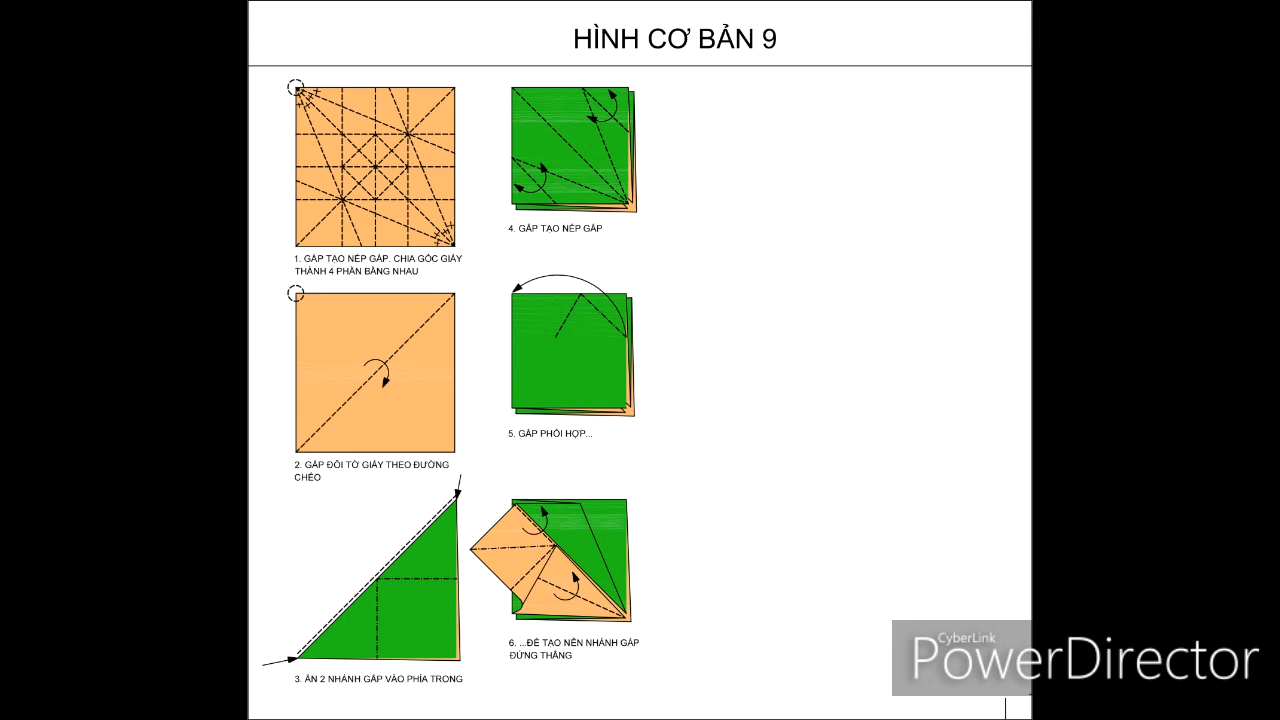 HÌNH CƠ BẢN 9
1. GẤP TẠO NẾP GẤP. CHIA GÓC GIẤY
THÀNH 4 PHẦN BẰNG NHAU
2. GẤP ĐÔI TỜ GIẤY THEO ĐƯỜNG
CHÉO
3. ẤN 2 NHÁNH GẤP VÀO PHÍA TRONG
4. GẤP TẠO NẾP GẤP
5. GẤP PHỐI HỢP...
6. ...ĐỂ TẠO NÊN NHÁNH GẤP
ĐỨNG THẲNG
CyberLink
PowerDirector